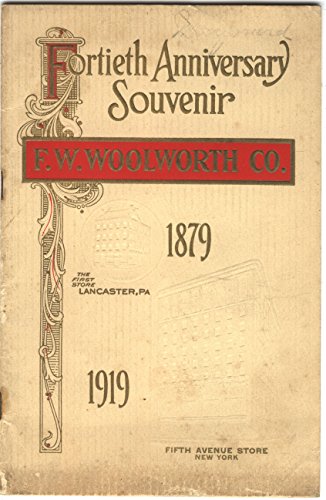 Fortieth Anniversary
Souvenir
F. W. WOOLWORTH CO.
1879
THE
FIRST
STORE
LANCASTER, PA
1919
FIFTH AVENUE STORE
NEW YORK